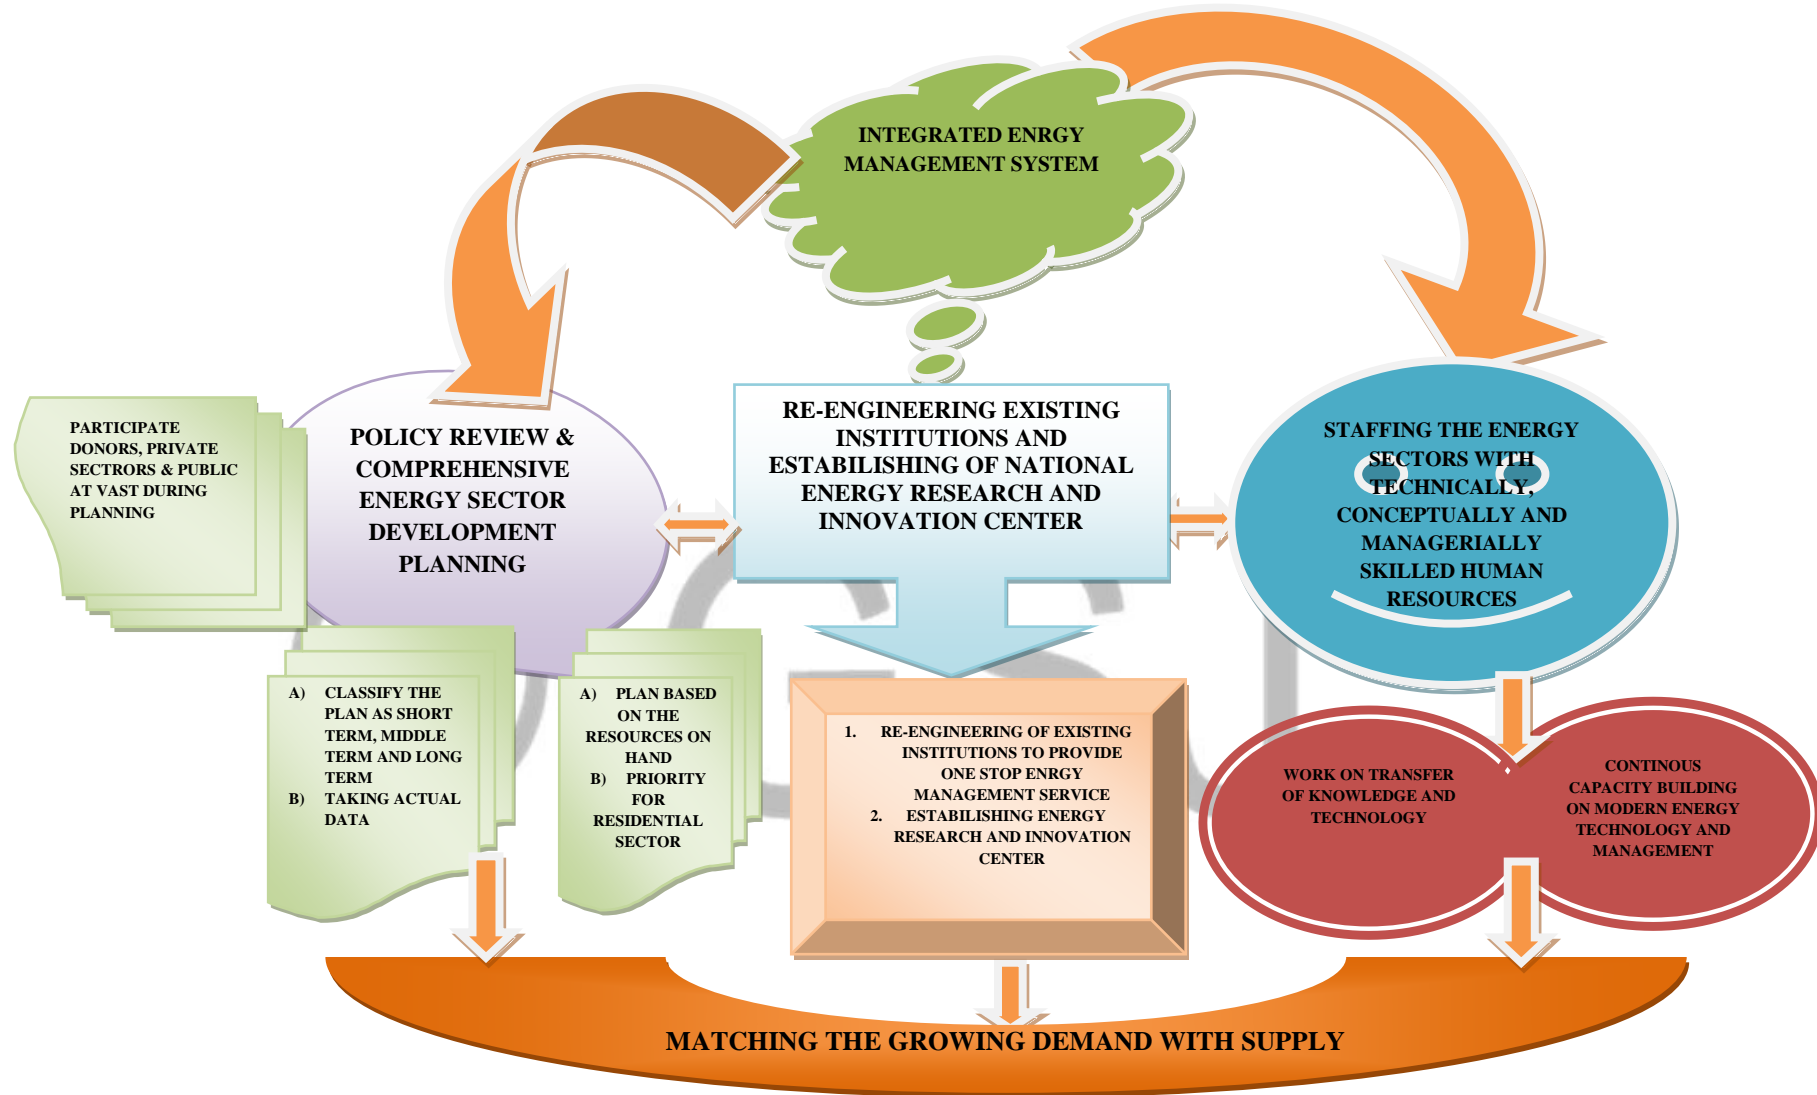 INTEGRATED ENRGY
MANAGEMENT SYSTEM
PARTICIPATE
DONORS, PRIVATE
SECTRORS & PUBLIC
AT VAST DURING
PLANNING
POLICY REVIEW &
COMPREHENSIVE
ENERGY SECTOR
DEVELOPMENT
PLANNING
RE-ENGINEERING EXISTING
INSTITUTIONS AND
ESTABILISHING OF NATIONAL
ENERGY RESEARCH AND
INNOVATION CENTER
STAFFING THE ENERGY
SECTORS WITH
TECHNICALLY,
CONCEPTUALLY AND
MANAGERIALLY
SKILLED HUMAN
RESOURCES
A) CLASSIFY THE
PLAN AS SHORT
TERM, MIDDLE
TERM AND LONG
TERM
B) TAKING ACTUAL
DATA
A) PLAN BASED
ON THE
RESOURCES ON
HAND
B) PRIORITY
FOR
RESIDENTIAL
SECTOR
1. RE-ENGINEERING OF EXISTING
INSTITUTIONS TO PROVIDE
ONE STOP ENRGY
MANAGEMENT SERVICE
2. ESTABILISHING ENERGY
RESEARCH AND INNOVATION
CENTER
WORK ON TRANSFER
OF KNOWLEDGE AND
TECHNOLOGY
CONTINOUS
CAPACITY BUILDING
ON MODERN ENERGY
TECHNOLOGY AND
MANAGEMENT
MATCHING THE GROWING DEMAND WITH SUPPLY